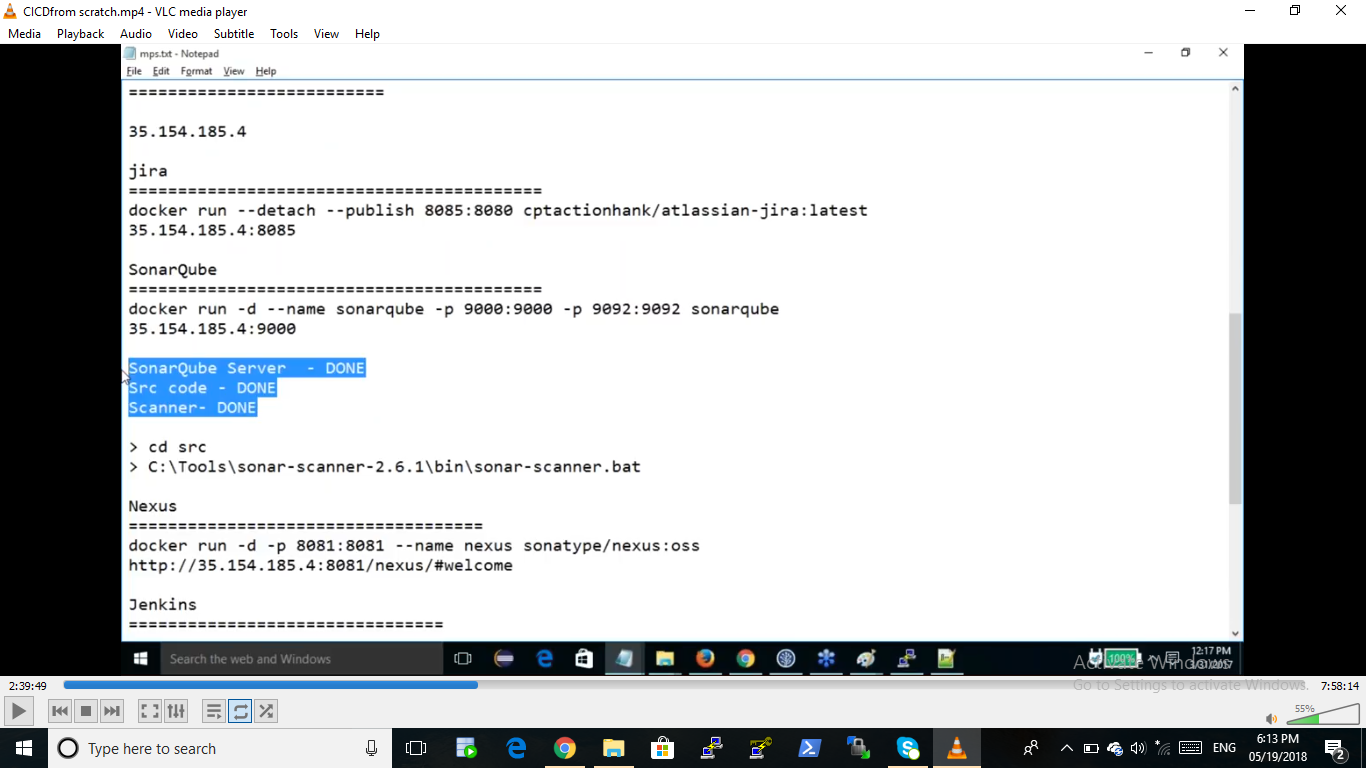 CICDfrom scratch.mp4 - VLC media player
Media Playback Audio Video Subtitle Tools View Help
mps.txt - Notepad
File Edit Format View Help
==========================
35.154.185.4
jira
==========================================
docker run --detach --publish 8085:8080 cptactionhank/atlassian-jira:latest
35.154.185.4:8085
SonarQube
==========================================
docker run -d --name sonarqube -p 9000:9000 -p 9092:9092 sonarqube
35.154.185.4:9000
SonarQube Server  - DONE
Src code - DONE
Scanner- DONE
> cd src
> C:\Tools\sonar-scanner-2.6.1\bin\sonar-scanner.bat
Nexus
====================================
docker run -d -p 8081:8081 --name nexus sonatype/nexus:oss
http://35.154.185.4:8081/nexus/#welcome
Jenkins
================================
Search the web and Windows
100%
12:17 PM
Activate Windows
Go to Settings to activate Windows.
2:39:49
7:58:14
55%
Type here to search
ENG
6:13 PM
05/19/2018
2